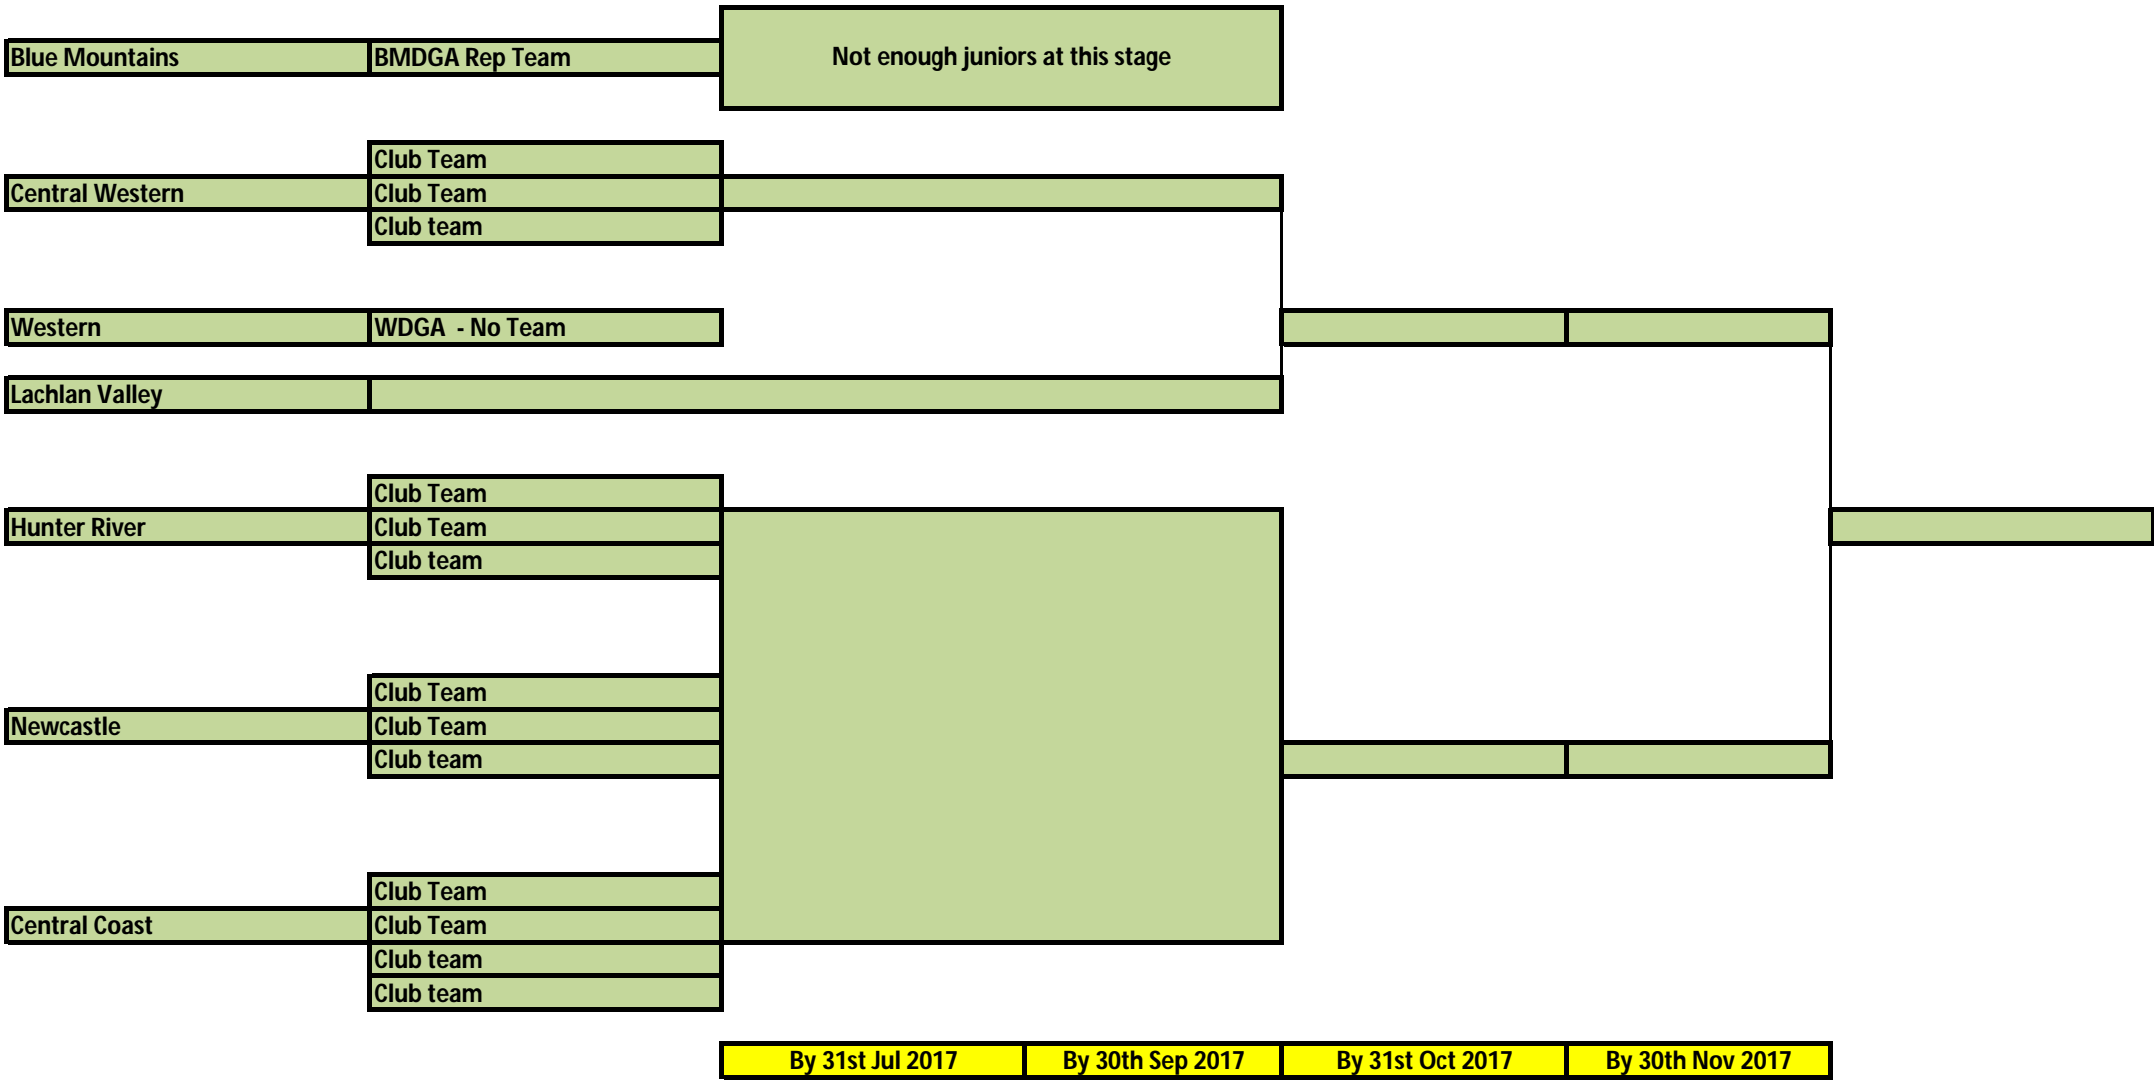 Blue Mountains BMDGA Rep Team Not enough juniors at this stage
Club Team
Central Western Club Team
Club team
Western WDGA - No Team
Lachlan Valley
Club Team
Hunter River Club Team
Club team
Club Team
Newcastle Club Team
Club team
Club Team
Central Coast Club Team
Club team
Club team
By 31st Jul 2017 By 30th Sep 2017 By 31st Oct 2017 By 30th Nov 2017